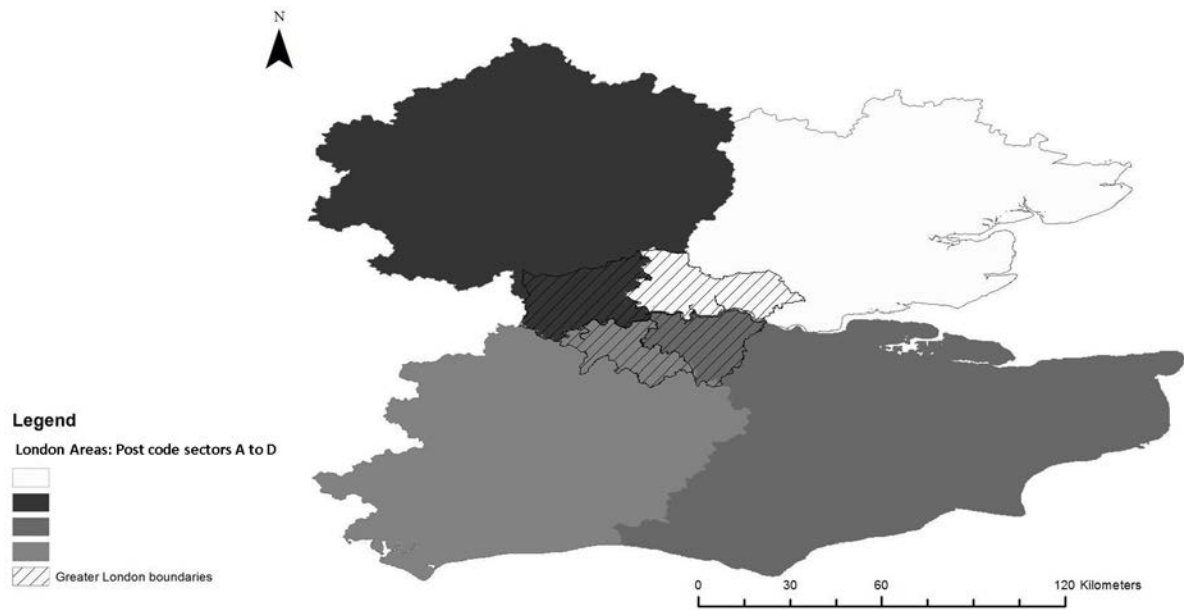 N
Legend
London Areas: Post code sectors A to D
Greater London boundaries
0 30 60 120 Kilometers